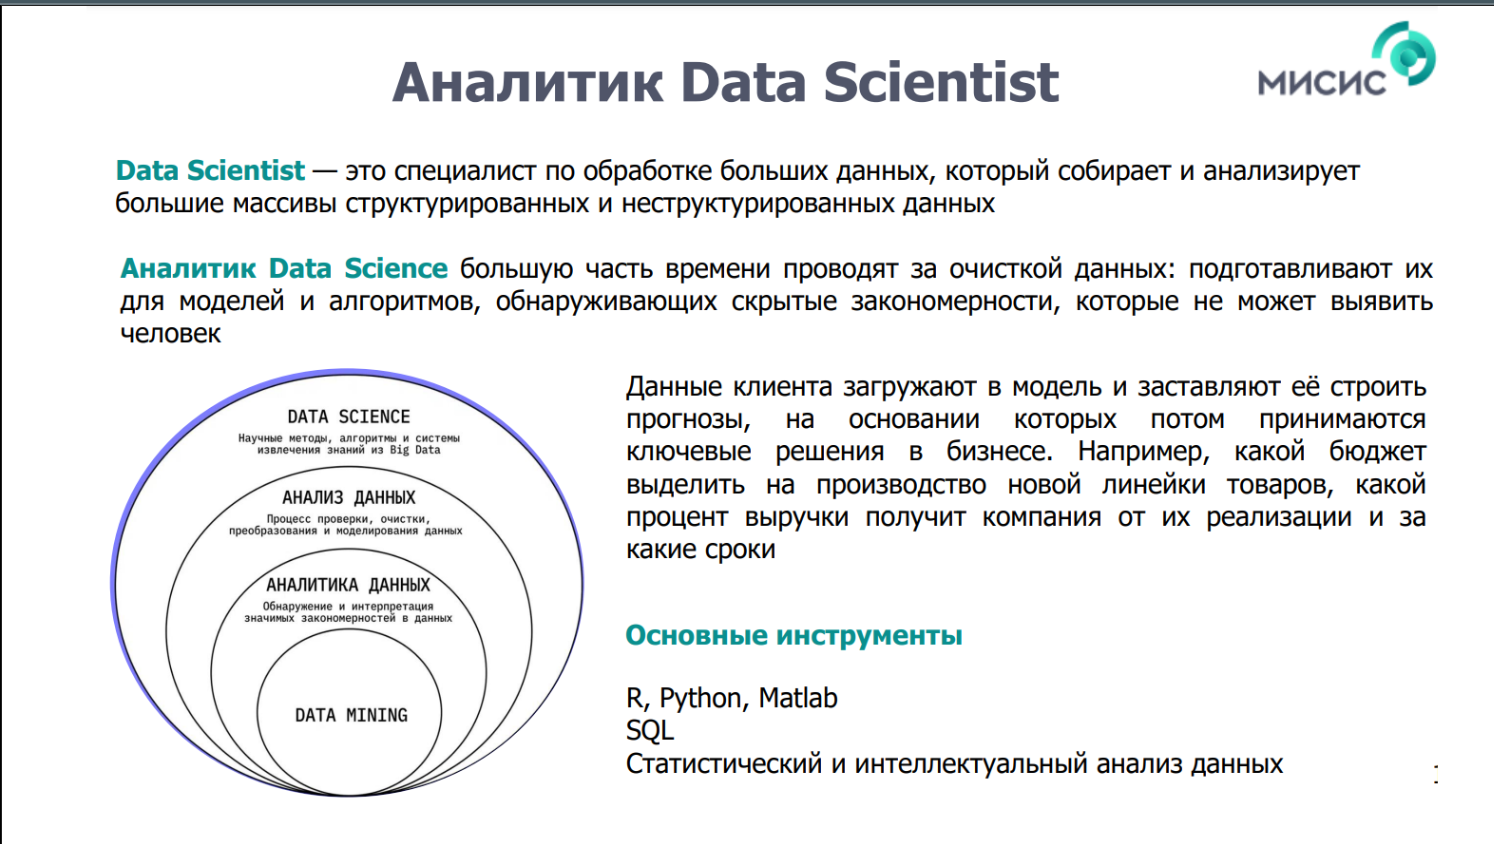 Аналитик Data Scientist
МИСИС
Data Scientist — это специалист по обработке больших данных, который собирает и анализирует
большие массивы структурированных и неструктурированных данных
Аналитик Data Science большую часть времени проводят за очисткой данных: подготавливают их
для моделей и алгоритмов, обнаруживающих скрытые закономерности, которые не может выявить
человек
DATA SCIENCE
Научные методы, алгоритмы и системы
извлечения знаний из Big Data
АНАЛИЗ ДАННЫХ
Процесс проверки, очистки,
преобразования и моделирования данных
АНАЛИТИКА ДАННЫХ
Обнаружение и интерпретация
значимых закономерностей в данных
DATA MINING
Данные клиента загружают в модель и заставляют её строить
прогнозы, на основании которых потом принимаются
ключевые решения в бизнесе. Например, какой бюджет
выделить на производство новой линейки товаров, какой
процент выручки получит компания от их реализации и за
какие сроки
Основные инструменты
R, Python, Matlab
SQL
Статистический и интеллектуальный анализ данных